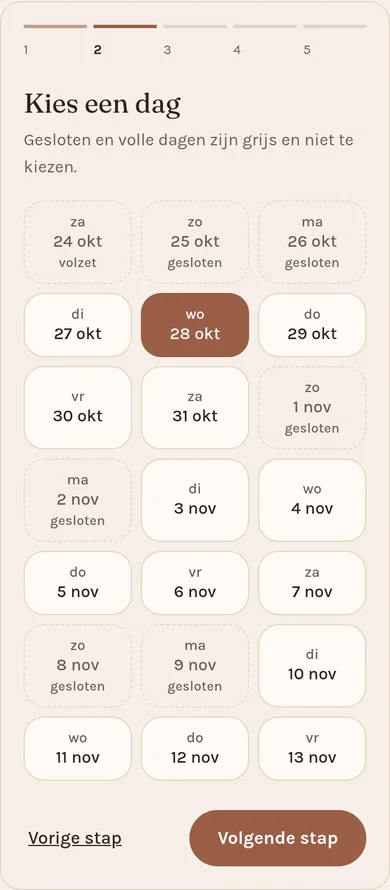 1 2 3 4 5
Kies een dag
Gesloten en volle dagen zijn grijs en niet te
kiezen.
za zo ma
24 okt 25 okt 26 okt
volzet gesloten gesloten
di wo do
27 okt 28 okt 29 okt
vr za zo
30 okt 31 okt 1 nov
gesloten
ma di wo
2 nov 3 nov 4 nov
gesloten
do vr za
5 nov 6 nov 7 nov
zo ma di
8 nov 9 nov 10 nov
gesloten gesloten
wo do vr
11 nov 12 nov 13 nov
Vorige stap Volgende stap